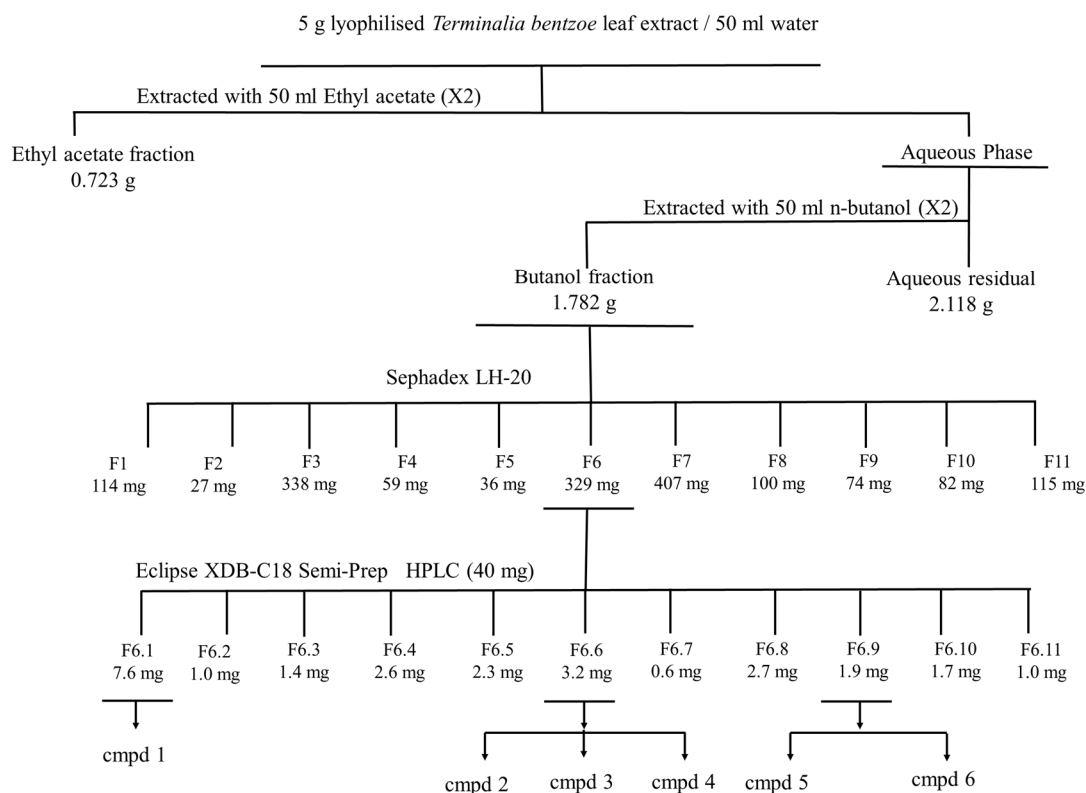 5 g lyophilised Terminalia bentzoe leaf extract / 50 ml water
Extracted with 50 ml Ethyl acetate (X2)
Ethyl acetate fraction
0.723 g
Aqueous Phase
Extracted with 50 ml n-butanol (X2)
Butanol fraction
1.782 g
Aqueous residual
2.118 g
Sephadex LH-20
F1
114 mg
F2
27 mg
F3
338 mg
F4
59 mg
F5
36 mg
F6
329 mg
F7
407 mg
F8
100 mg
F9
74 mg
F10
82 mg
F11
115 mg
Eclipse XDB-C18 Semi-Prep HPLC (40 mg)
F6.1
7.6 mg
F6.2
1.0 mg
F6.3
1.4 mg
F6.4
2.6 mg
F6.5
2.3 mg
F6.6
3.2 mg
F6.7
0.6 mg
F6.8
2.7 mg
F6.9
1.9 mg
F6.10
1.7 mg
F6.11
1.0 mg
cmpd 1
cmpd 2
cmpd 3
cmpd 4
cmpd 5
cmpd 6